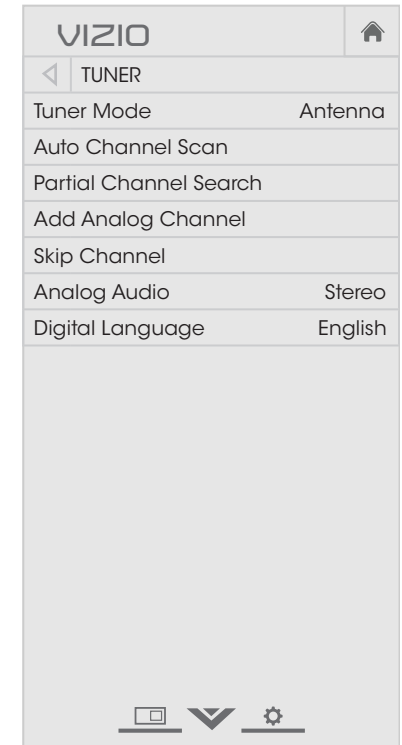 VIZIO
TUNER
Tuner Mode Antenna
Auto Channel Scan
Partial Channel Search
Add Analog Channel
Skip Channel
Analog Audio Stereo
Digital Language English